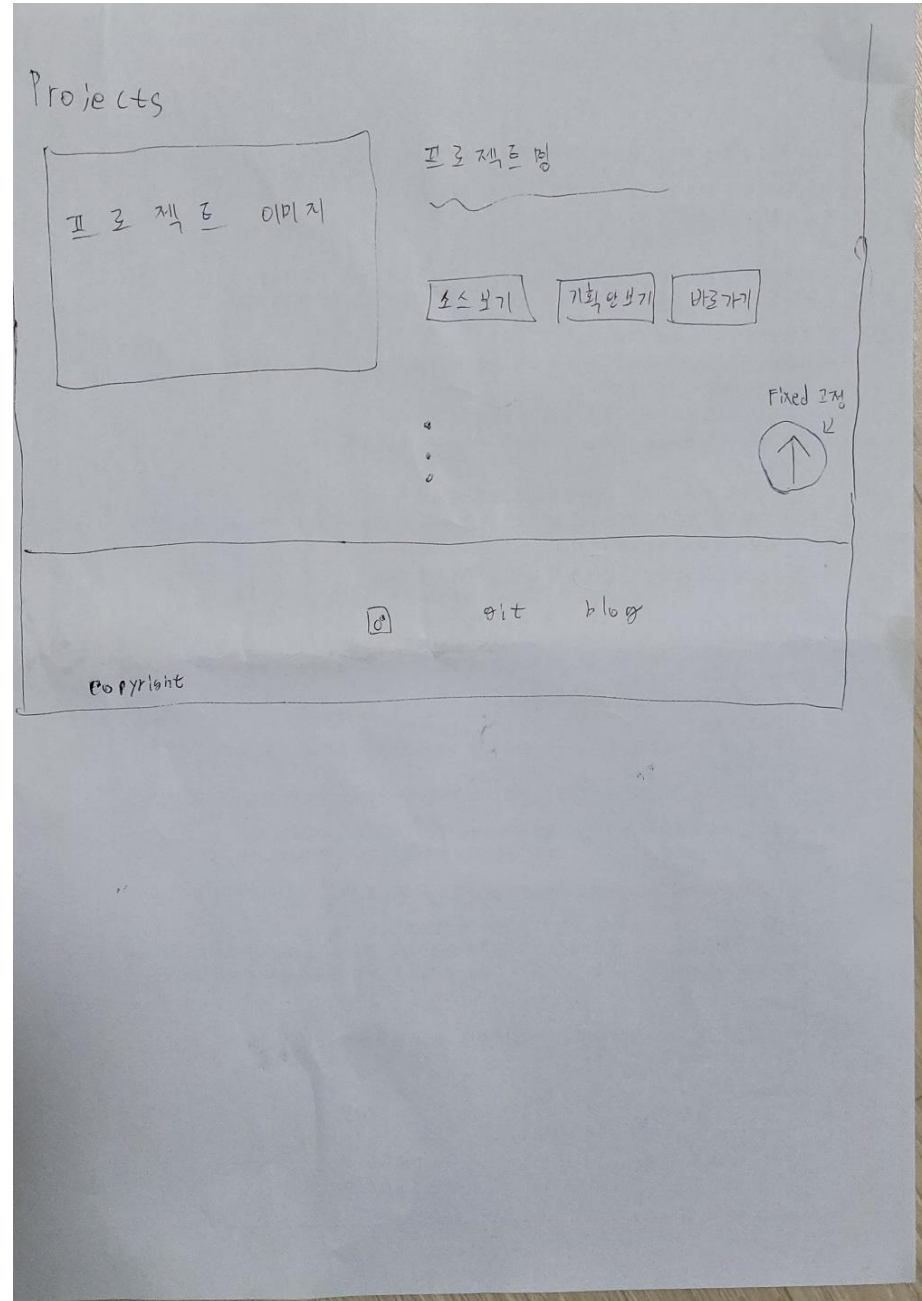 Projects
프로젝트 이미지
프로젝트명
소스보기
기획안보기
바로가기
Fixed 고정
git
blog
copyright